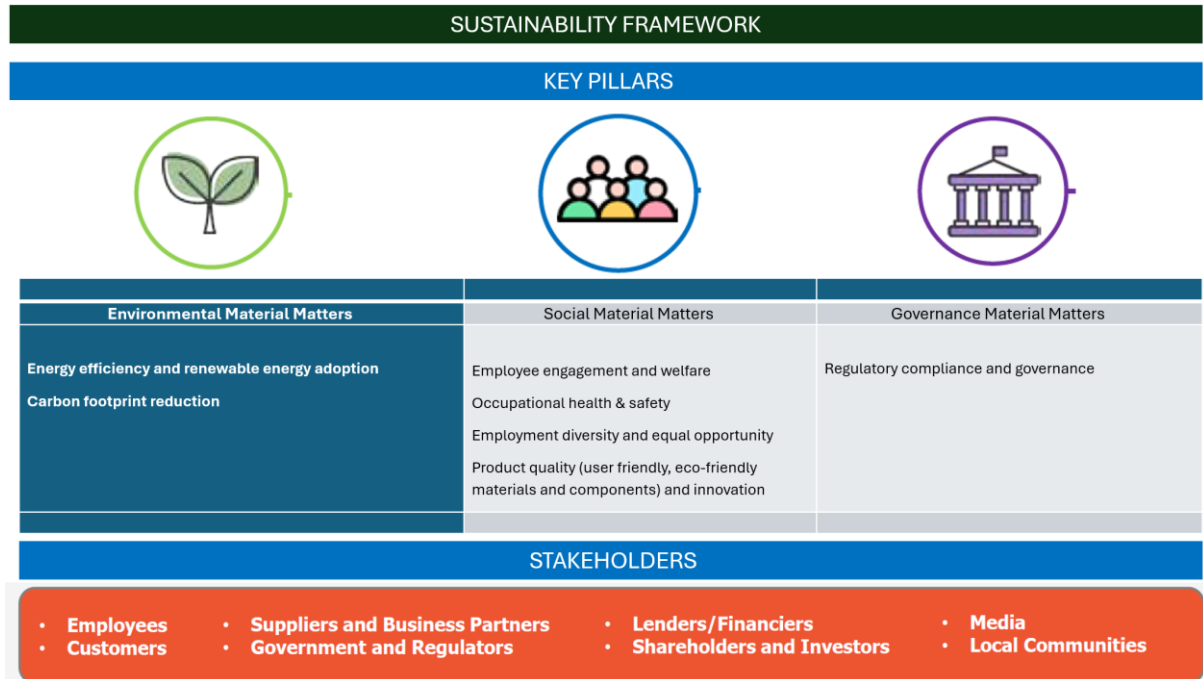 SUSTAINABILITY FRAMEWORK
KEY PILLARS
Environmental Material Matters
Energy efficiency and renewable energy adoption
Carbon footprint reduction
Social Material Matters
Employee engagement and welfare
Occupational health & safety
Employment diversity and equal opportunity
Product quality (user friendly, eco-friendly
materials and components) and innovation
Governance Material Matters
Regulatory compliance and governance
STAKEHOLDERS
• Employees
• Customers
• Suppliers and Business Partners
• Government and Regulators
• Lenders/Financiers
• Shareholders and Investors
• Media
• Local Communities